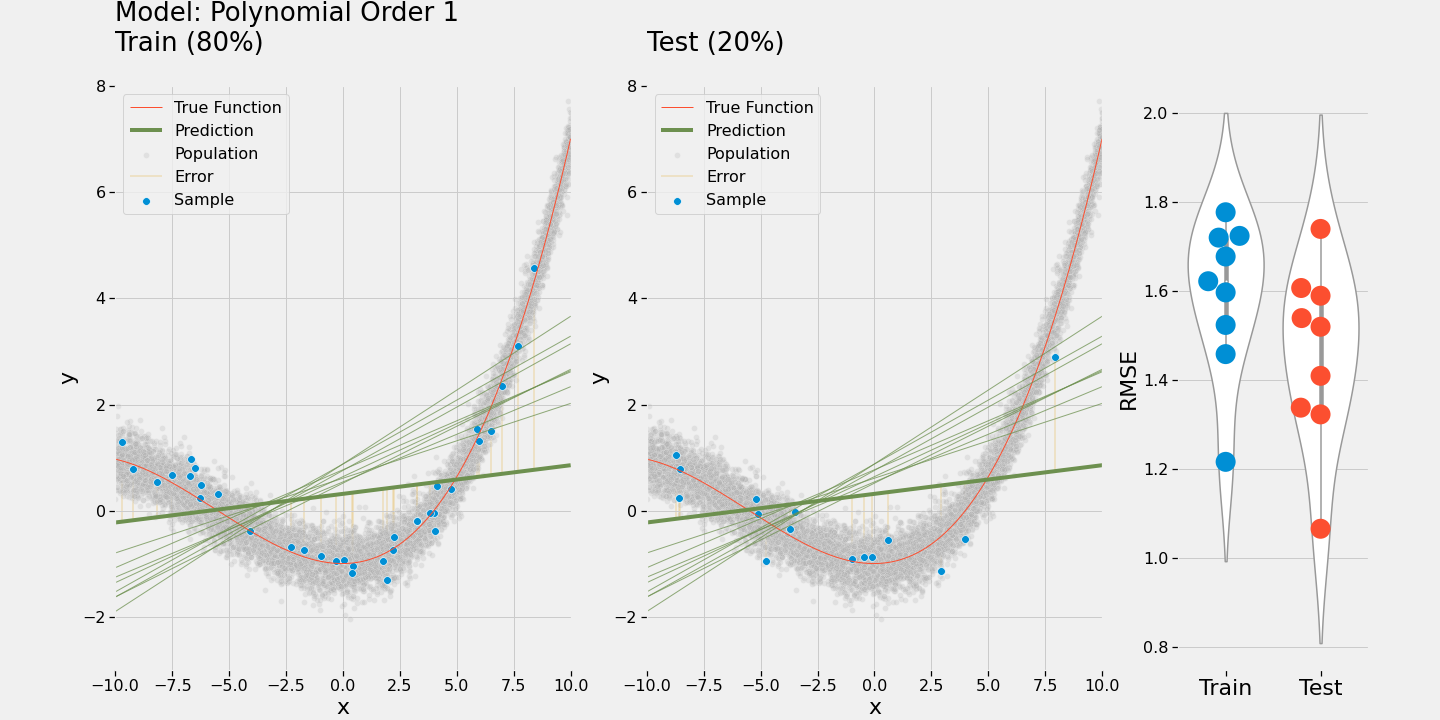 Model: Polynomial Order 1
Train (80%)
Test (20%)
8
6
4
2
0
−2
−10.0 −7.5 −5.0 −2.5 0.0 2.5 5.0 7.5 10.0
x
y
True Function
Prediction
Population
Error
Sample
8
6
4
2
0
−2
−10.0 −7.5 −5.0 −2.5 0.0 2.5 5.0 7.5 10.0
x
y
True Function
Prediction
Population
Error
Sample
2.0
1.8
1.6
1.4
1.2
1.0
0.8
RMSE
Train Test